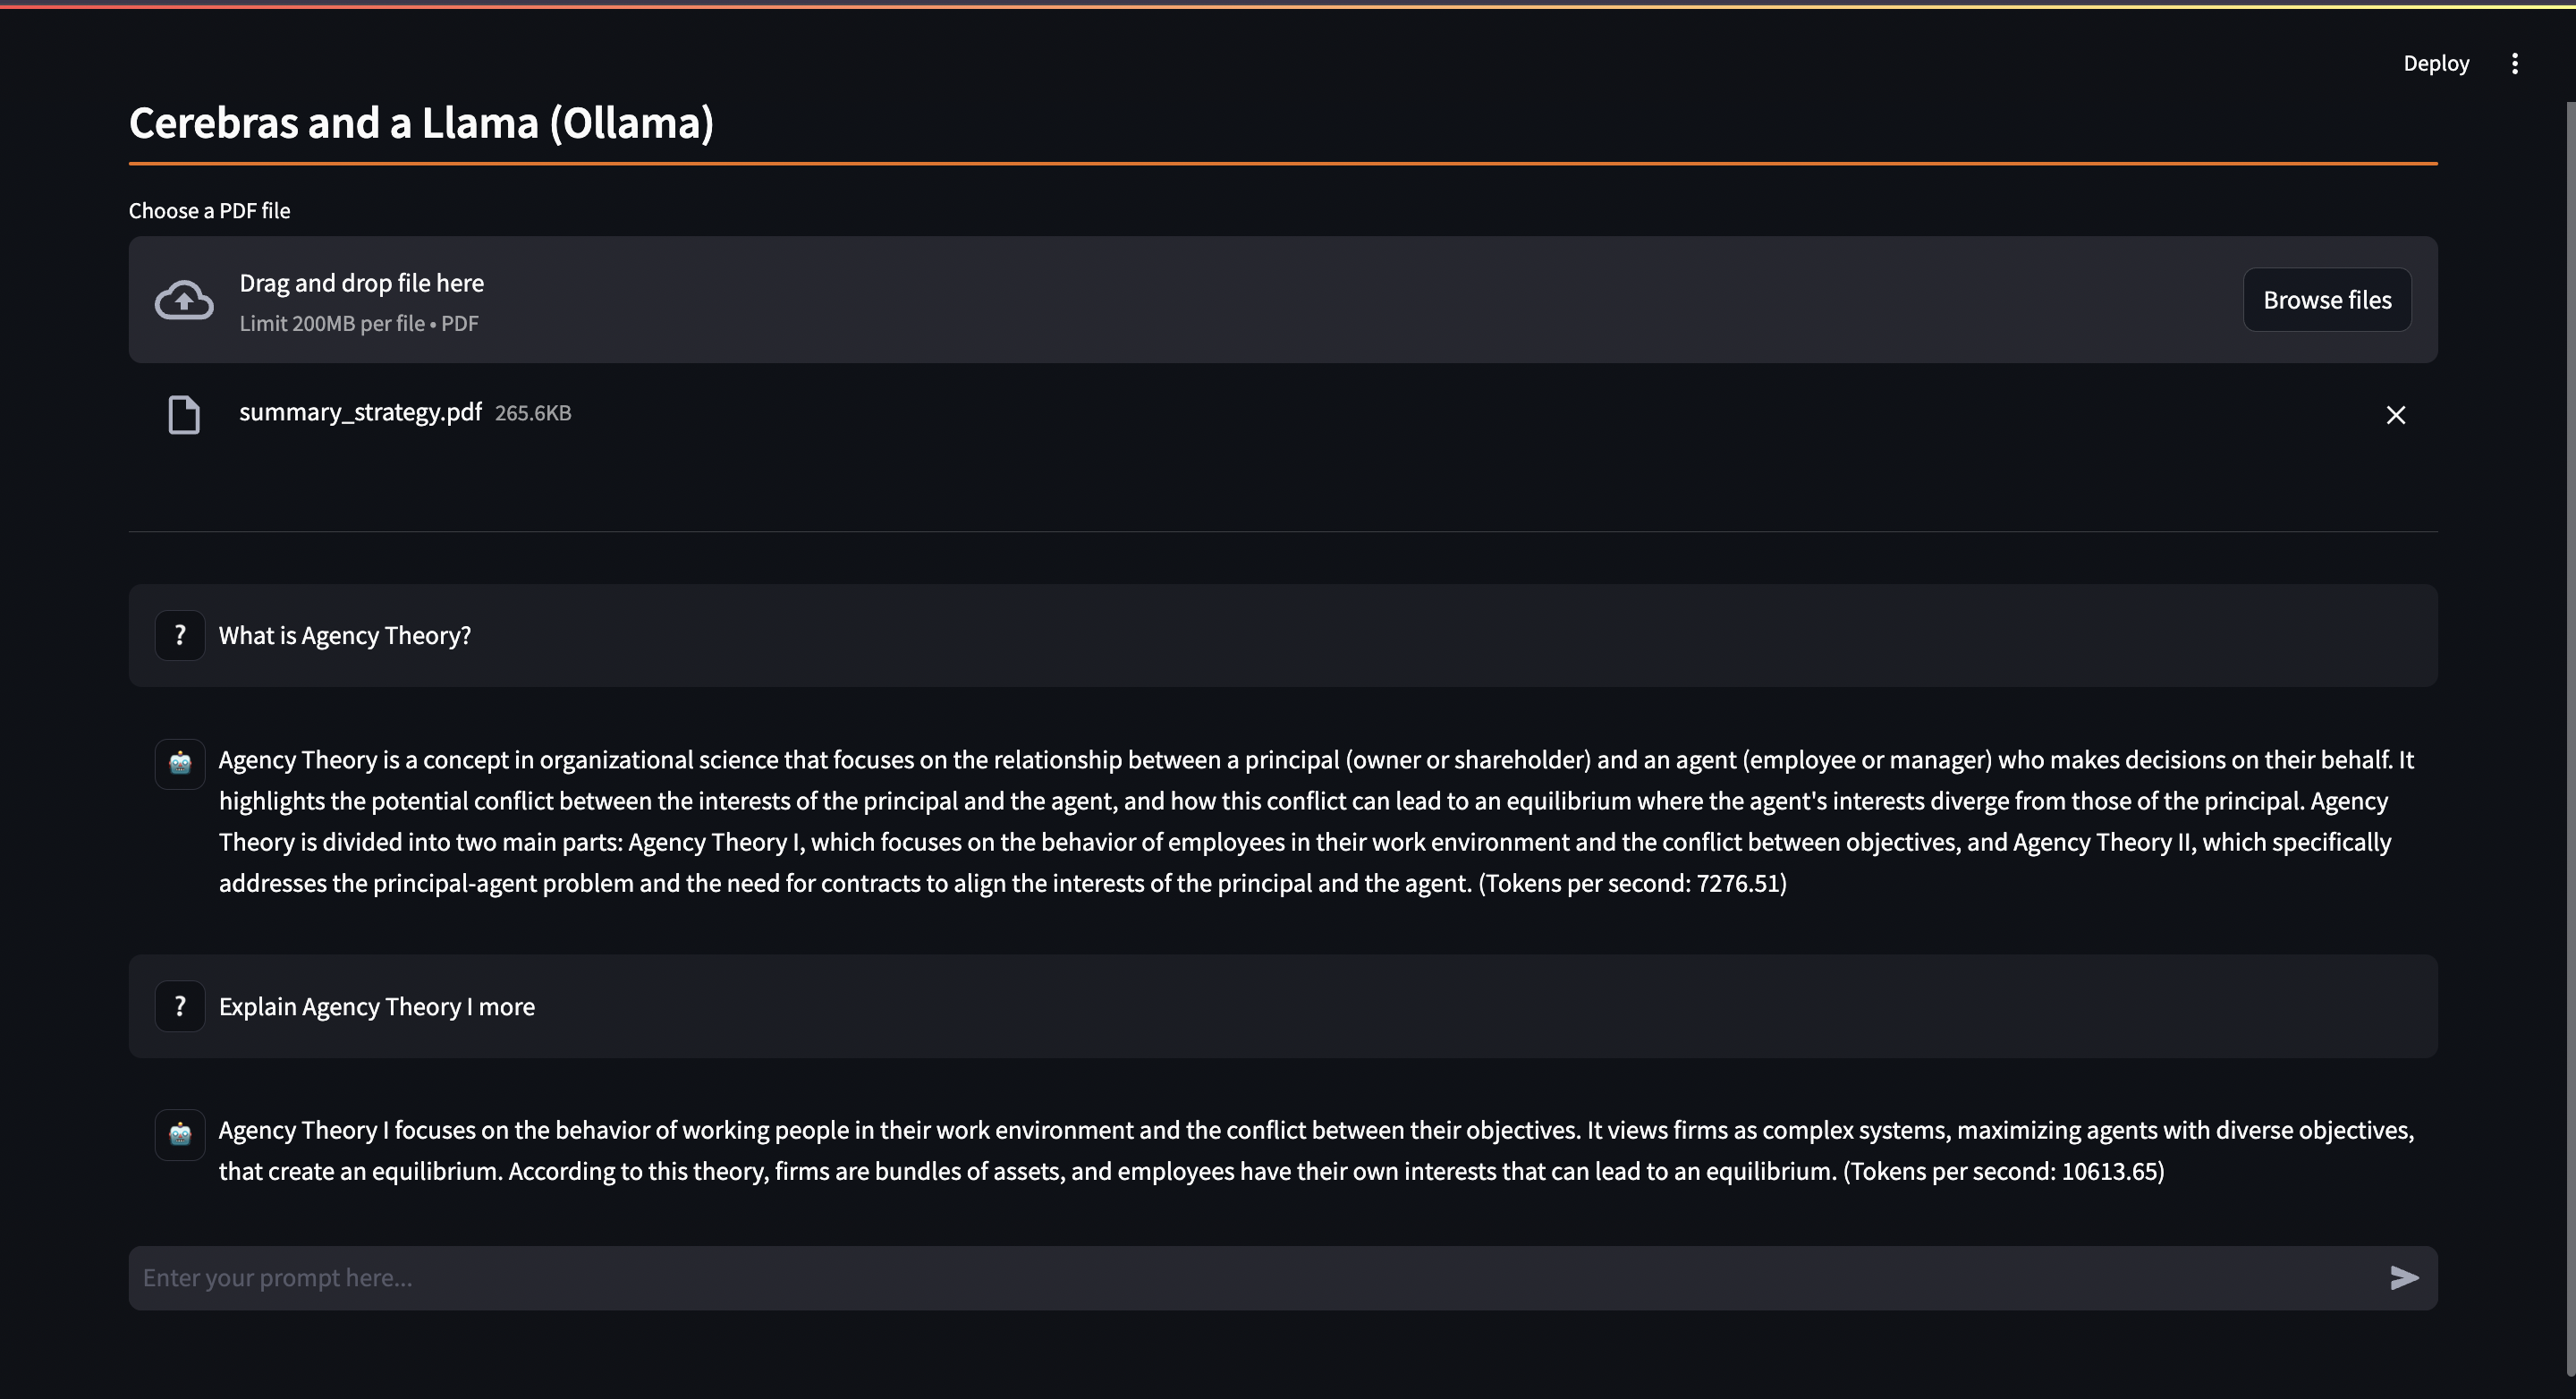 Deploy
Cerebras and a Llama (Ollama)
Choose a PDF file
Drag and drop file here
Limit 200MB per file • PDF
Browse files
summary_strategy.pdf 265.6KB
? What is Agency Theory?
Agency Theory is a concept in organizational science that focuses on the relationship between a principal (owner or shareholder) and an agent (employee or manager) who makes decisions on their behalf. It
highlights the potential conflict between the interests of the principal and the agent, and how this conflict can lead to an equilibrium where the agent's interests diverge from those of the principal. Agency
Theory is divided into two main parts: Agency Theory I, which focuses on the behavior of employees in their work environment and the conflict between objectives, and Agency Theory II, which specifically
addresses the principal-agent problem and the need for contracts to align the interests of the principal and the agent. (Tokens per second: 7276.51)
? Explain Agency Theory I more
Agency Theory I focuses on the behavior of working people in their work environment and the conflict between their objectives. It views firms as complex systems, maximizing agents with diverse objectives,
that create an equilibrium. According to this theory, firms are bundles of assets, and employees have their own interests that can lead to an equilibrium. (Tokens per second: 10613.65)
Enter your prompt here...